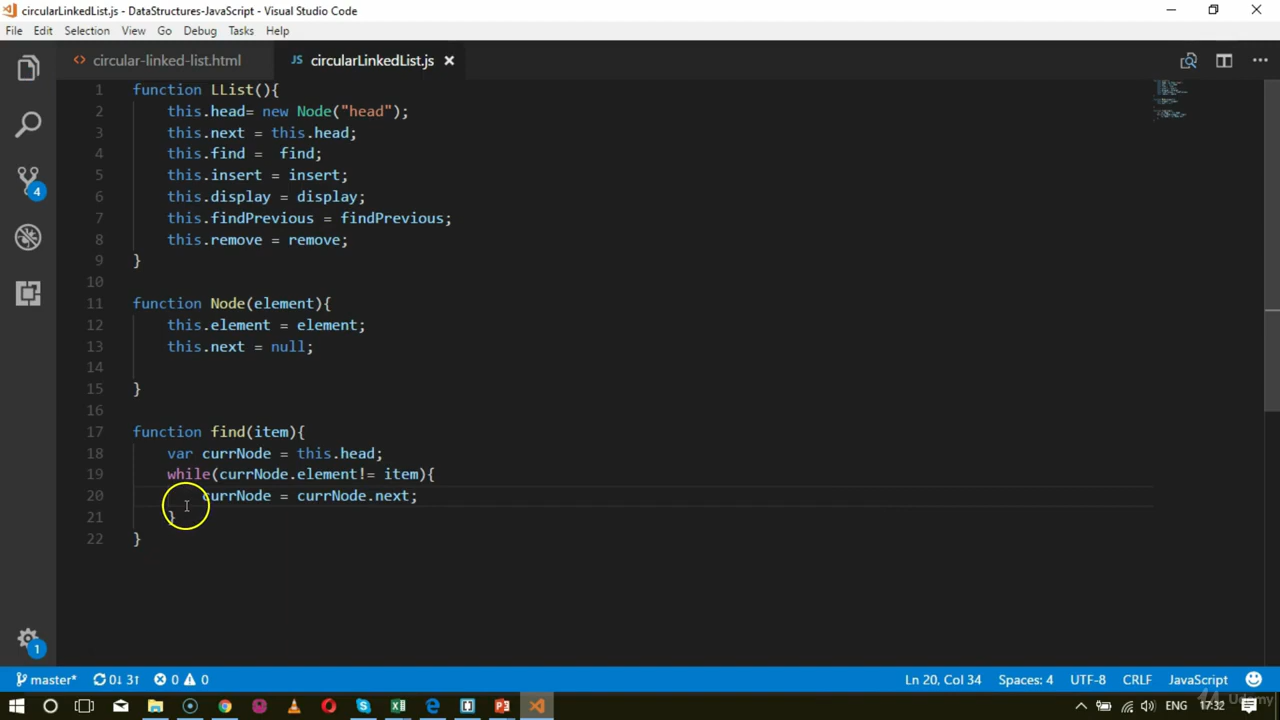 circularLinkedList.js - DataStructures-JavaScript - Visual Studio Code
File Edit Selection View Go Debug Tasks Help
<> circular-linked-list.html JS circularLinkedList.js
1 function LList(){
2 this.head= new Node("head");
3 this.next = this.head;
4 this.find =  find;
5 this.insert = insert;
6 this.display = display;
7 this.findPrevious = findPrevious;
8 this.remove = remove;
9 }
10
11 function Node(element){
12 this.element = element;
13 this.next = null;
14
15 }
16
17 function find(item){
18 var currNode = this.head;
19 while(currNode.element!= item){
20 currNode = currNode.next;
21 }
22 }
4
1
master* 0↓ 3↑ 0 0 Ln 20, Col 34 Spaces: 4 UTF-8 CRLF JavaScript
ENG 17:32
Udemy